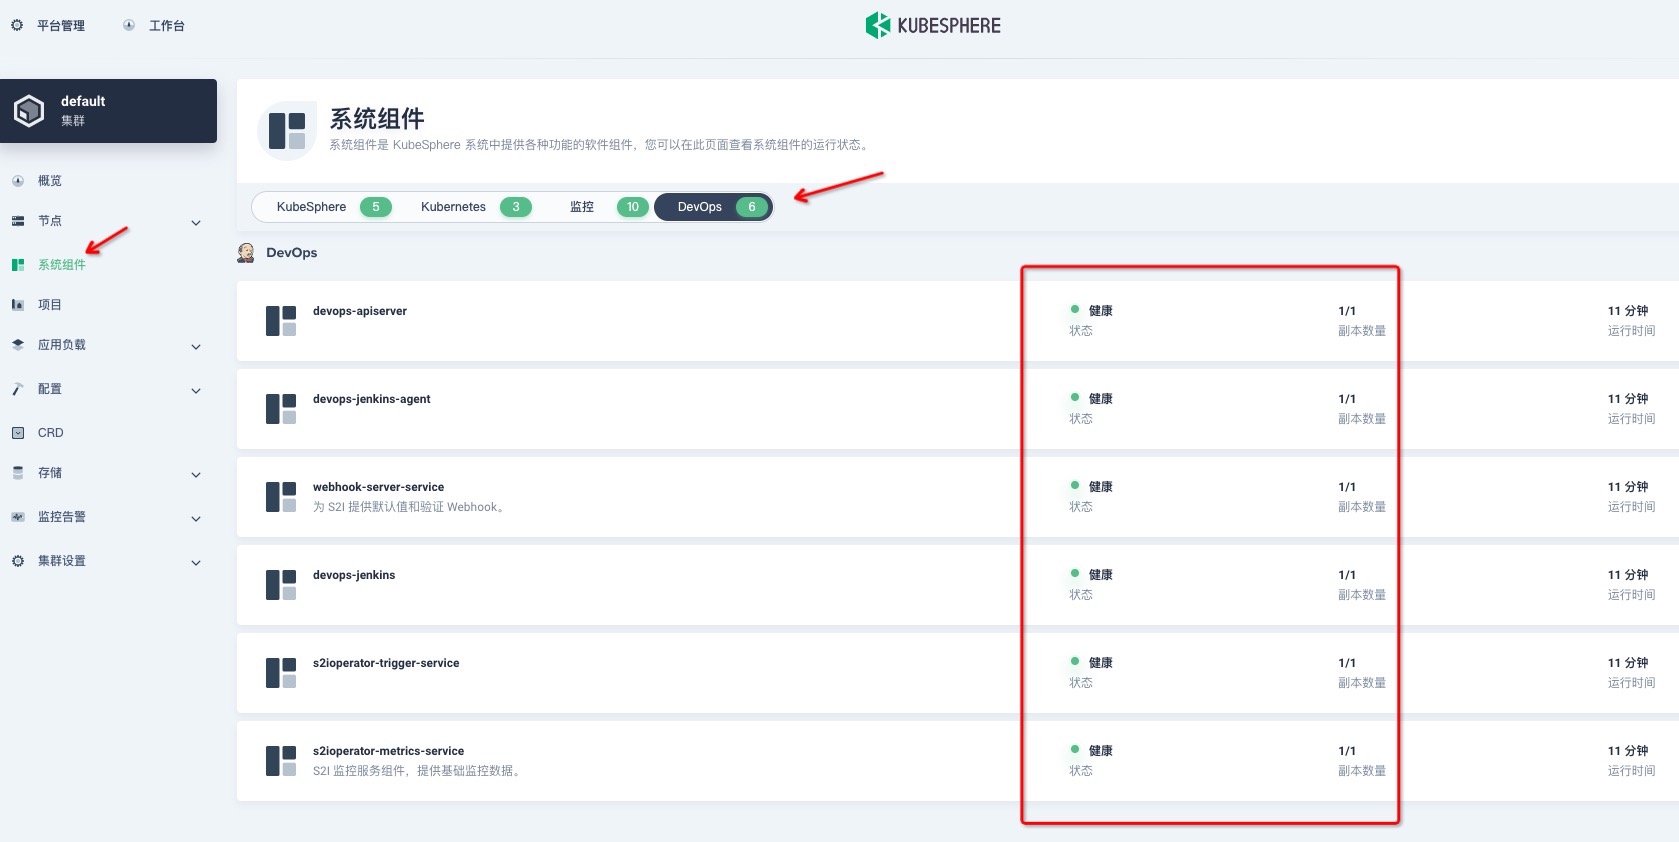 平台管理
工作台
KUBESPHERE
default
集群
概览
节点
系统组件
项目
应用负载
配置
CRD
存储
监控告警
集群设置
系统组件
系统组件是 KubeSphere 系统中提供各种功能的软件组件，您可以在此页面查看系统组件的运行状态。
KubeSphere 5
Kubernetes 3
监控 10
DevOps 6
DevOps
devops-apiserver
健康
状态
1/1
副本数量
11 分钟
运行时间
devops-jenkins-agent
健康
状态
1/1
副本数量
11 分钟
运行时间
webhook-server-service
为 S2I 提供默认值和验证 Webhook。
健康
状态
1/1
副本数量
11 分钟
运行时间
devops-jenkins
健康
状态
1/1
副本数量
11 分钟
运行时间
s2ioperator-trigger-service
健康
状态
1/1
副本数量
11 分钟
运行时间
s2ioperator-metrics-service
S2I 监控服务组件，提供基础监控数据。
健康
状态
1/1
副本数量
11 分钟
运行时间